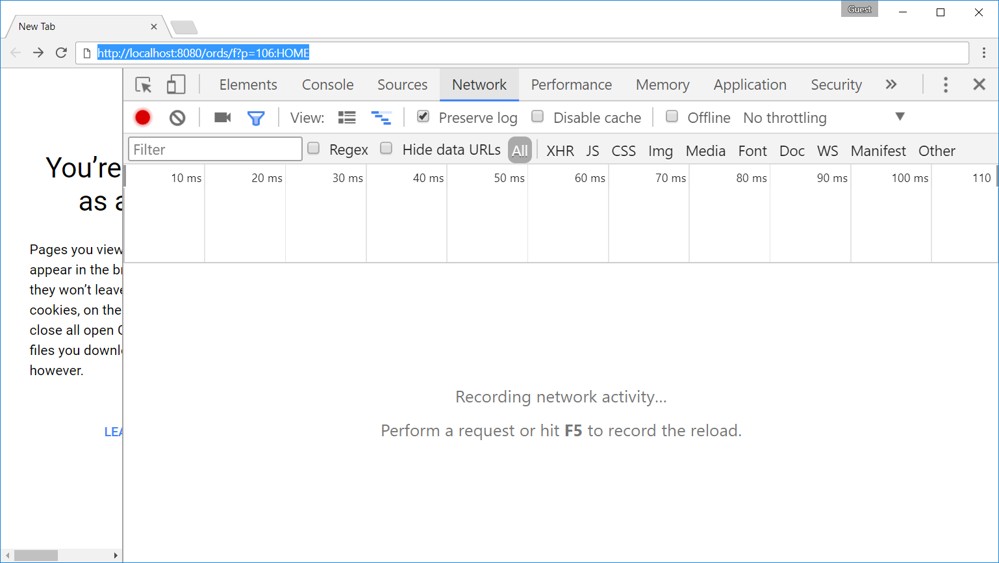 Guest
New Tab
http://localhost:8080/ords/f?p=106:HOME
Elements Console Sources Network Performance Memory Application Security
View: Preserve log Disable cache Offline No throttling
Filter Regex Hide data URLs All XHR JS CSS Img Media Font Doc WS Manifest Other
10 ms 20 ms 30 ms 40 ms 50 ms 60 ms 70 ms 80 ms 90 ms 100 ms 110
You’re
as a
Pages you view
appear in the br
they won’t leave
cookies, on the
close all open
files you downl
however.
LEA
Recording network activity...
Perform a request or hit F5 to record the reload.